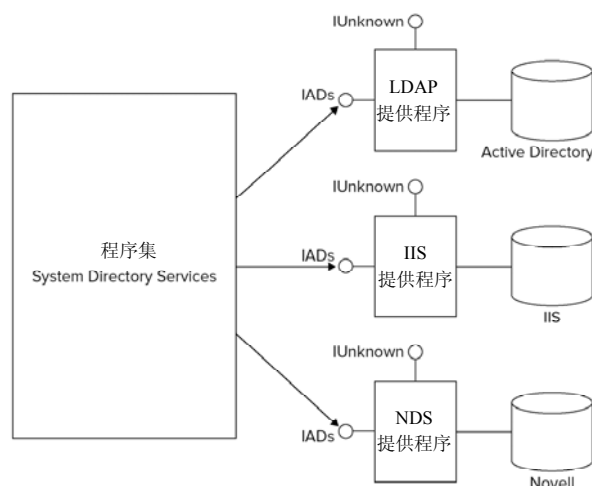 IUnknown
LDAP
提供程序
IADs
Active Directory
程序集
System Directory Services
IUnknown
IIS
提供程序
IADs
IIS
IUnknown
NDS
提供程序
IADs
Novell